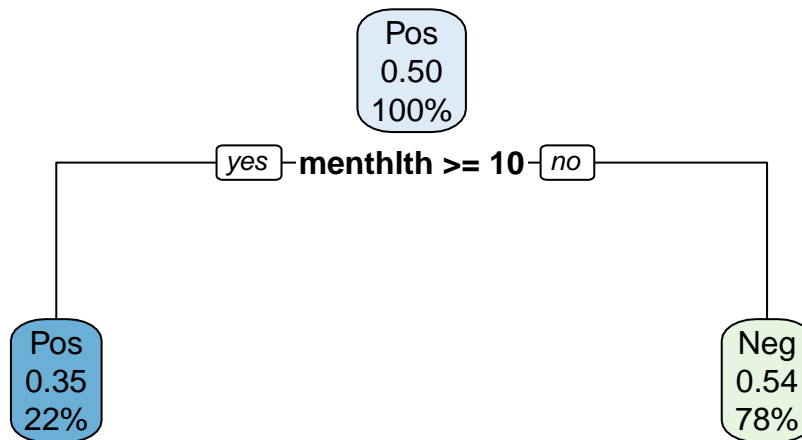 Pos
0.50
100%
yes menthlth >= 10 no
Pos
0.35
22%
Neg
0.54
78%